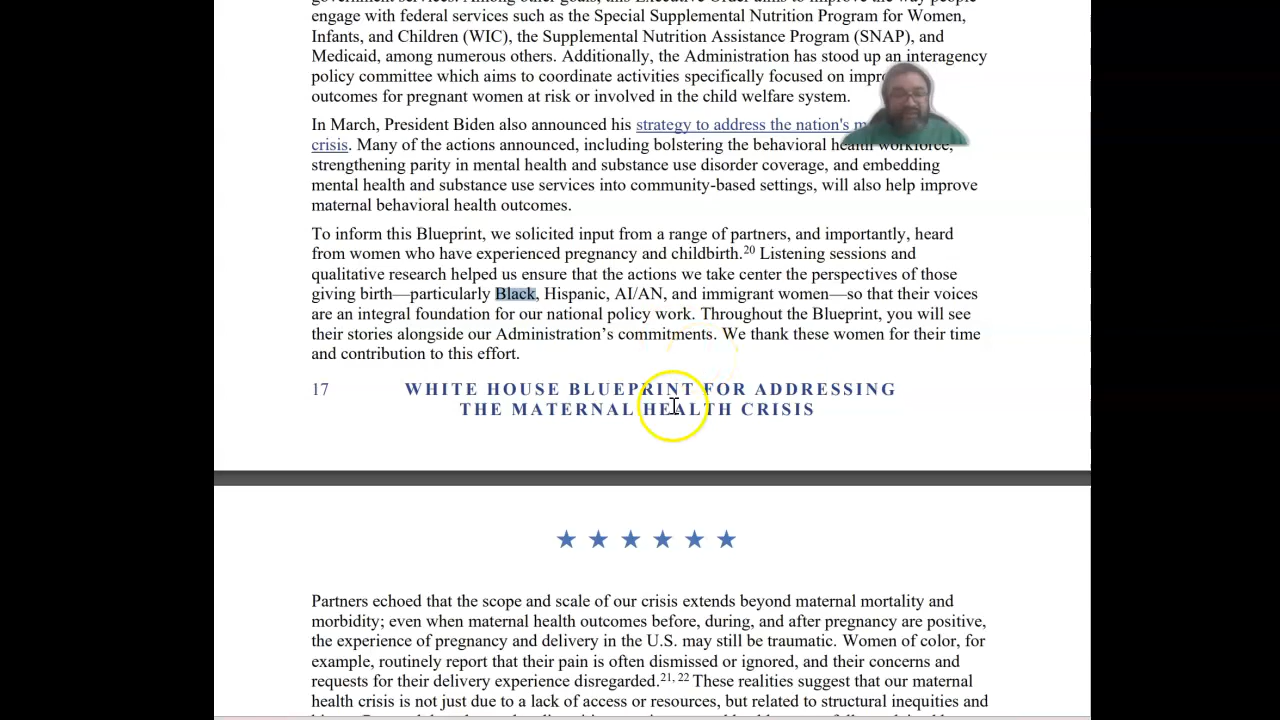 engage with federal services such as the Special Supplemental Nutrition Program for Women,
Infants, and Children (WIC), the Supplemental Nutrition Assistance Program (SNAP), and
Medicaid, among numerous others. Additionally, the Administration has stood up an interagency
policy committee which aims to coordinate activities specifically focused on
outcomes for pregnant women at risk or involved in the child welfare system.
In March, President Biden also announced his strategy to address the nation's
crisis. Many of the actions announced, including bolstering the behavioral health workforce,
strengthening parity in mental health and substance use disorder coverage, and embedding
mental health and substance use services into community-based settings, will also help improve
maternal behavioral health outcomes.
To inform this Blueprint, we solicited input from a range of partners, and importantly, heard
from women who have experienced pregnancy and childbirth.20 Listening sessions and
qualitative research helped us ensure that the actions we take center the perspectives of those
giving birth—particularly Black, Hispanic, AI/AN, and immigrant women—so that their voices
are an integral foundation for our national policy work. Throughout the Blueprint, you will see
their stories alongside our Administration's commitments. We thank these women for their time
and contribution to this effort.
17 WHITE HOUSE BLUEPRINT FOR ADDRESSING
THE MATERNAL HEALTH CRISIS
Partners echoed that the scope and scale of our crisis extends beyond maternal mortality and
morbidity; even when maternal health outcomes before, during, and after pregnancy are positive,
the experience of pregnancy and delivery in the U.S. may still be traumatic. Women of color, for
example, routinely report that their pain is often dismissed or ignored, and their concerns and
requests for their delivery experience disregarded.21, 22 These realities suggest that our maternal
health crisis is not just due to a lack of access or resources, but related to structural inequities and